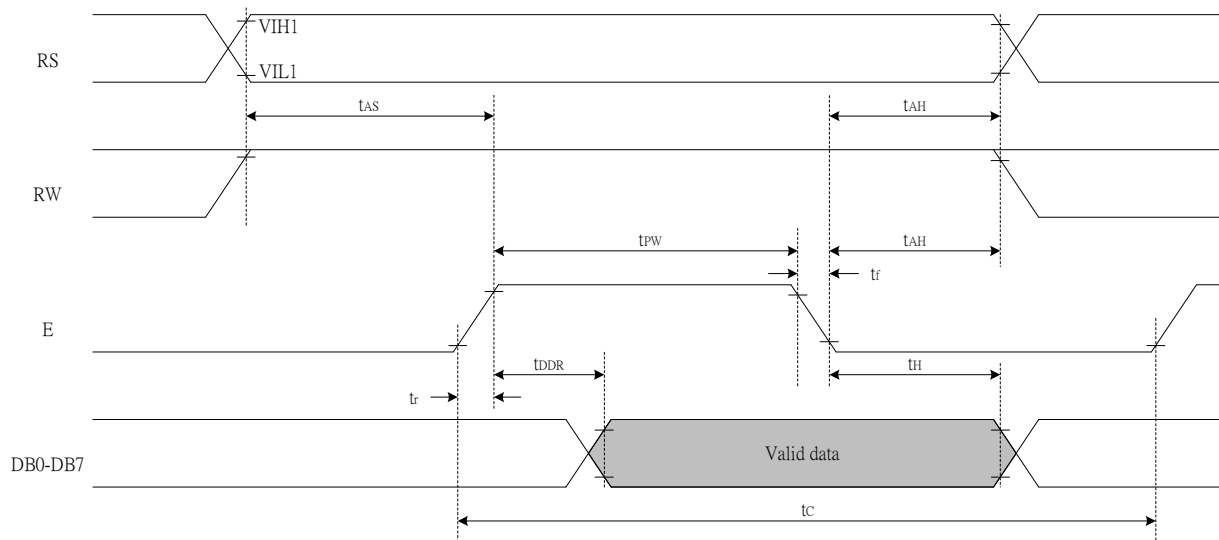 VIH1
RS
VIL1
tAS
tAH
RW
tPW
tAH
tf
E
tDDR
tH
tr
Valid data
DB0-DB7
tC